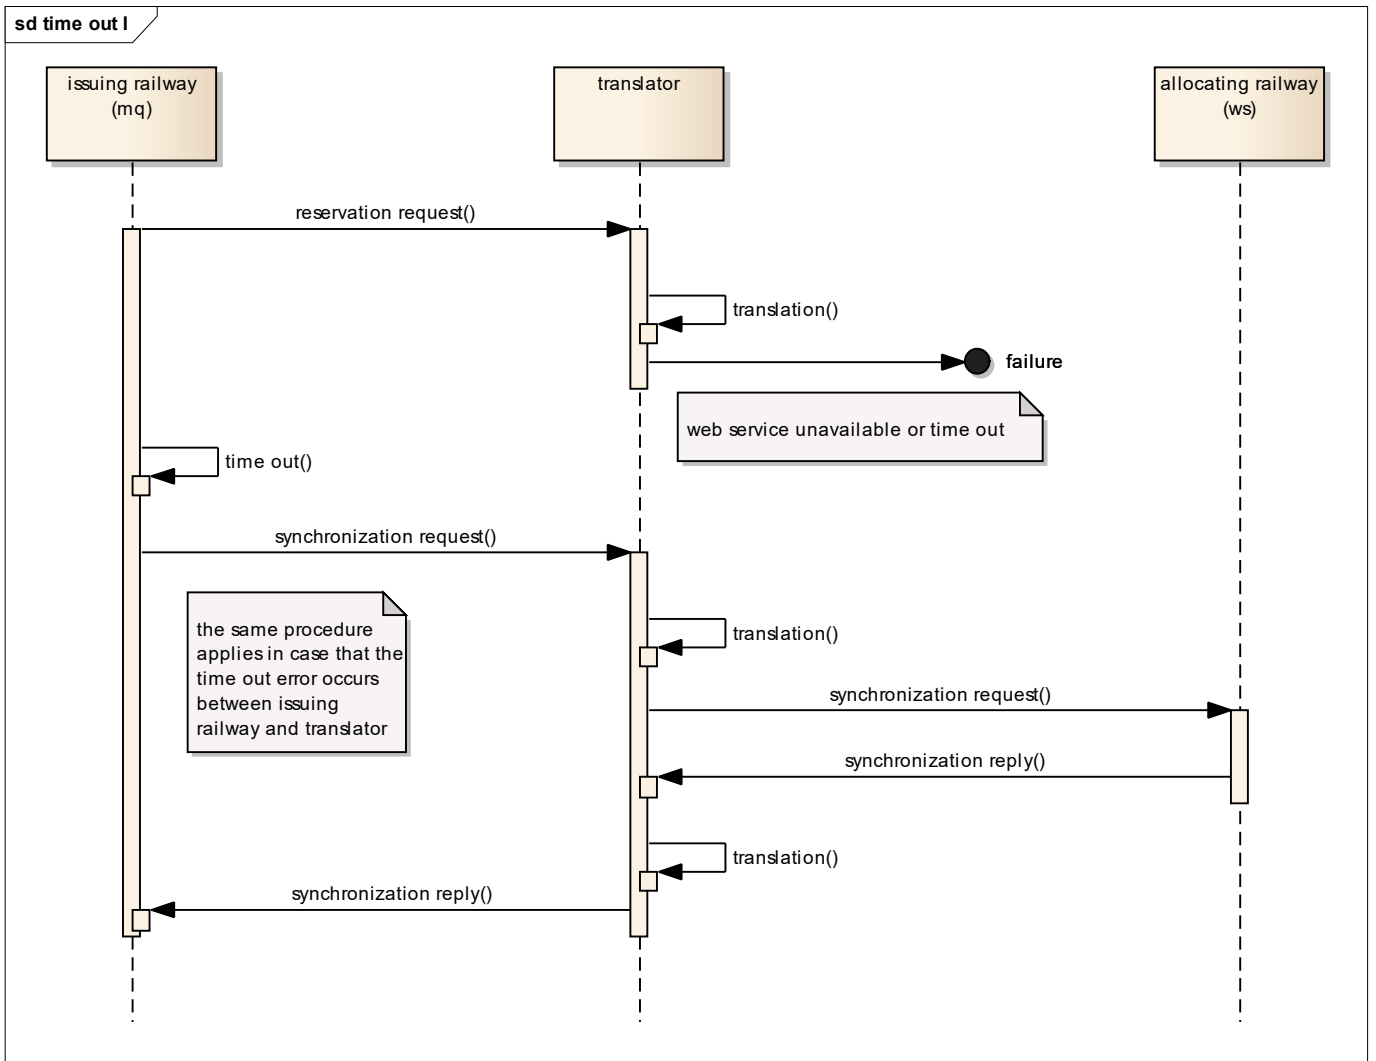 sd time out I
issuing railway
(mq)
translator
allocating railway
(ws)
reservation request()
translation()
failure
web service unavailable or time out
time out()
synchronization request()
the same procedure
applies in case that the
time out error occurs
between issuing
railway and translator
translation()
synchronization request()
synchronization reply()
translation()
synchronization reply()